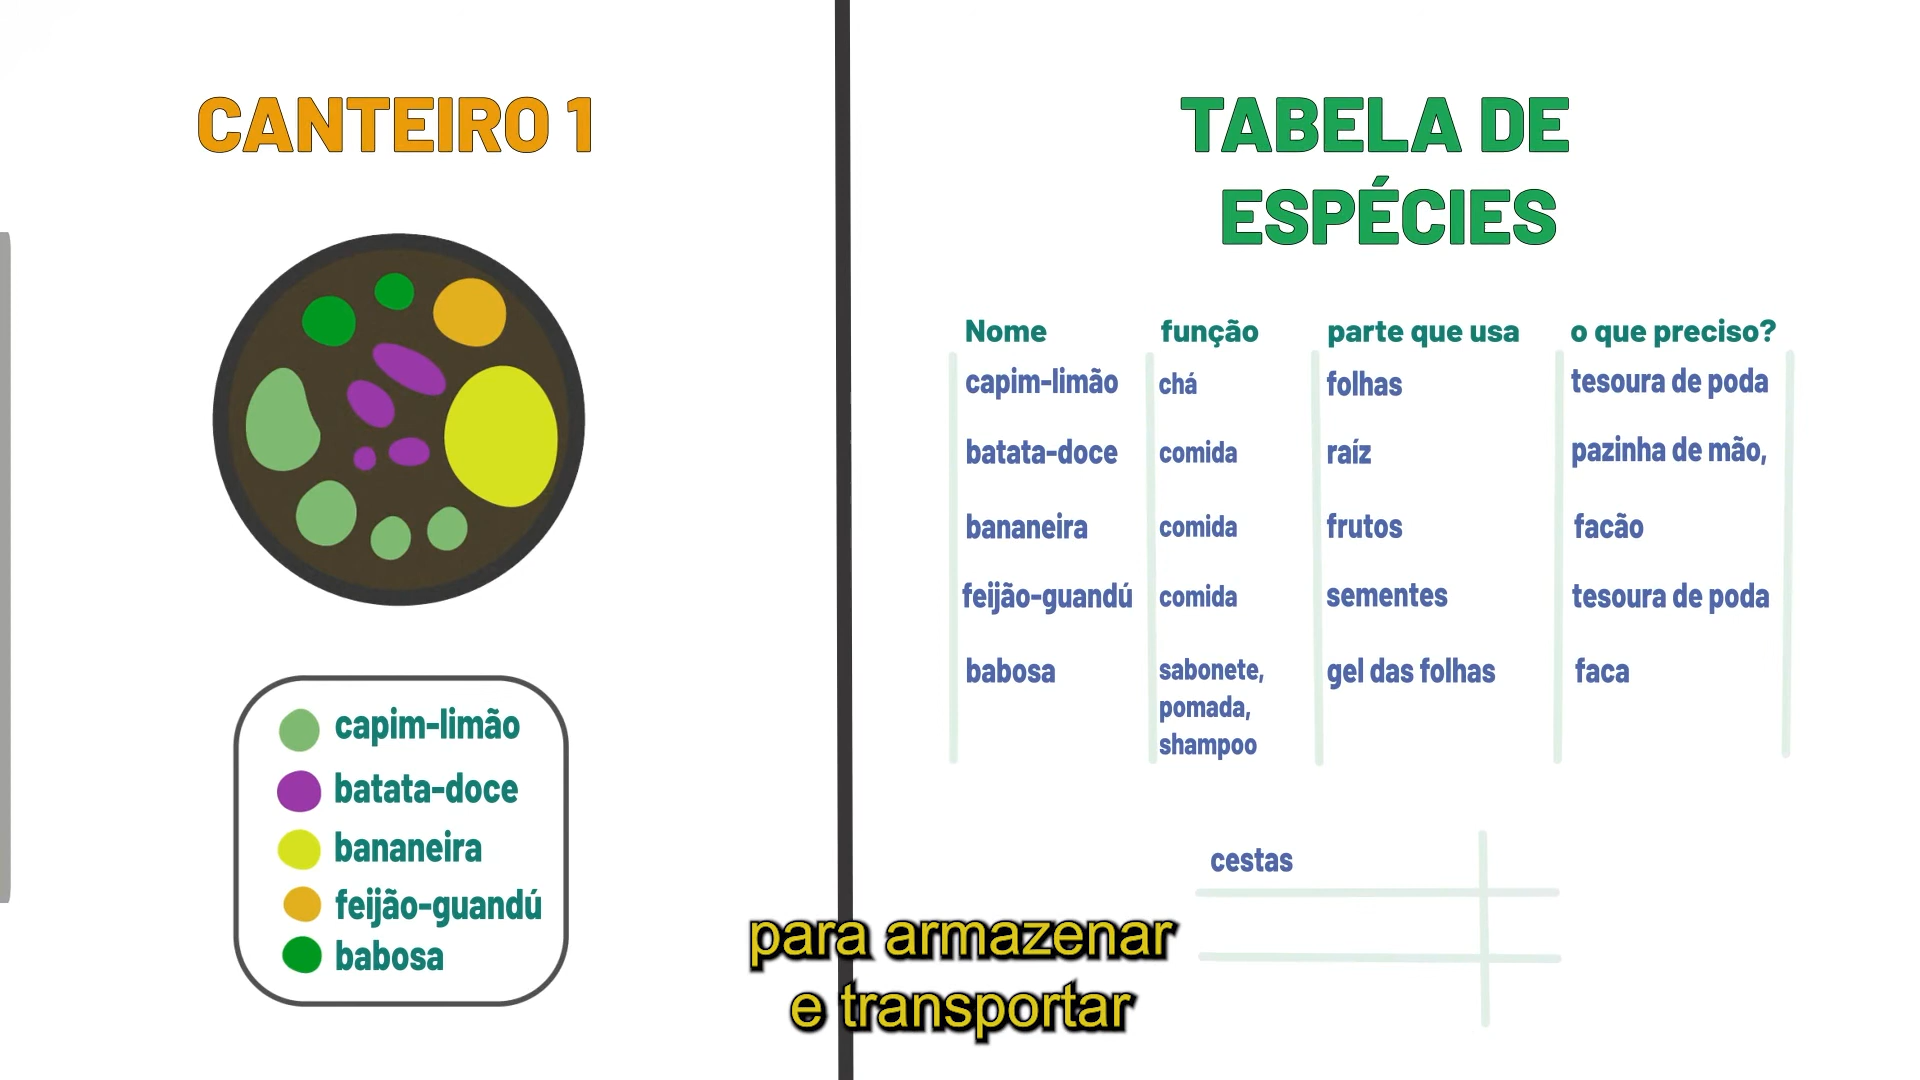 CANTEIRO 1
capim-limão
batata-doce
bananeira
feijão-guandú
babosa
TABELA DE
ESPÉCIES
Nome função parte que usa o que preciso?
capim-limão chá folhas tesoura de poda
batata-doce comida raíz pazinha de mão,
bananeira comida frutos facão
feijão-guandú comida sementes tesoura de poda
babosa sabonete, gel das folhas faca
pomada,
shampoo
cestas
para armazenar
e transportar